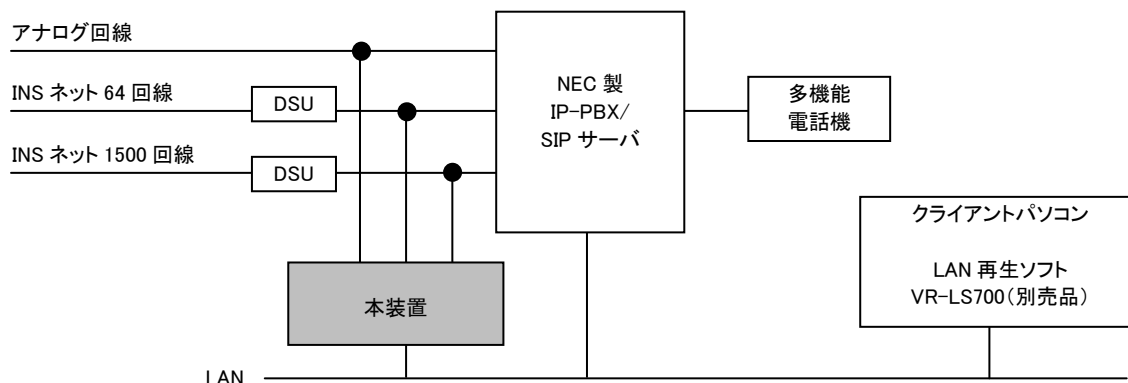 アナログ回線
INS ネット 64 回線
DSU
INS ネット 1500 回線
DSU
NEC 製
IP-PBX/
SIP サーバ
多機能
電話機
本装置
クライアントパソコン
LAN 再生ソフト
VR-LS700(別売品)
LAN